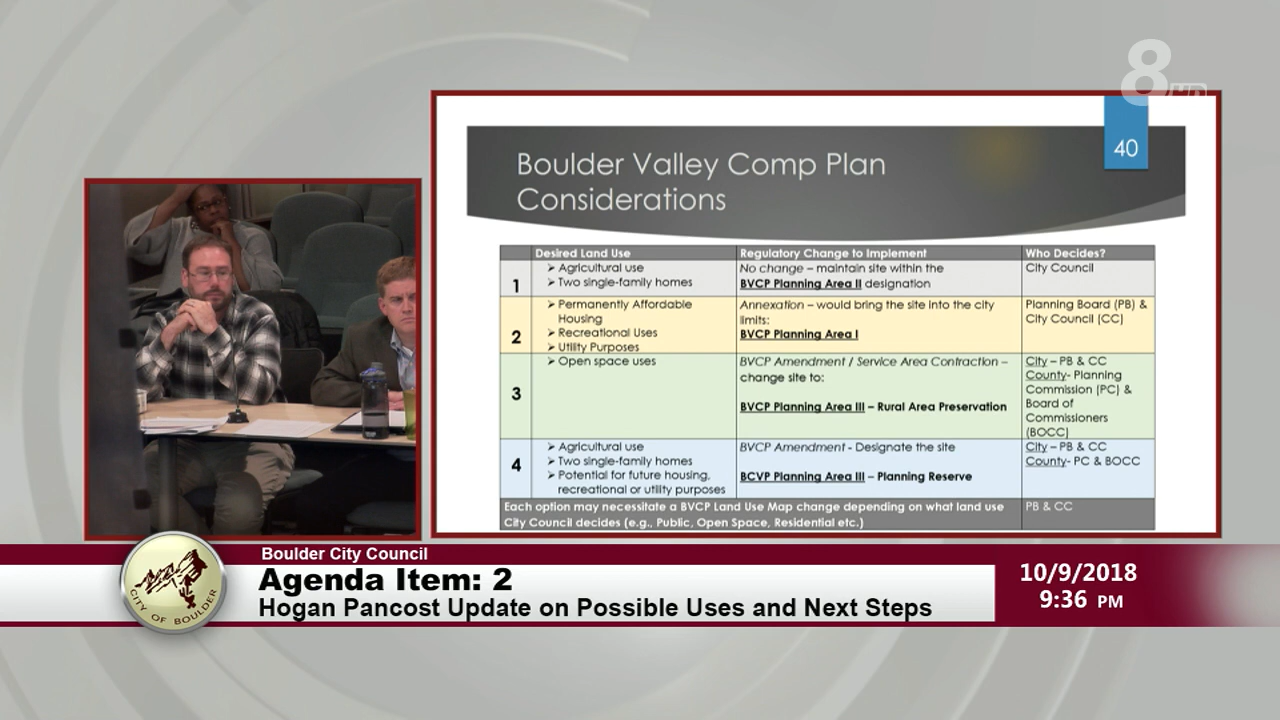 8
HD
40
Boulder Valley Comp Plan
Considerations
Desired Land Use
Regulatory Change to Implement
Who Decides?
1
➢ Agricultural use
➢ Two single-family homes
No change – maintain site within the
BVCP Planning Area II designation
City Council
2
➢ Permanently Affordable
Housing
➢ Recreational Uses
➢ Utility Purposes
Annexation – would bring the site into the city
limits:
BVCP Planning Area I
Planning Board (PB) &
City Council (CC)
3
➢ Open space uses
BVCP Amendment / Service Area Contraction –
change site to:
BVCP Planning Area III – Rural Area Preservation
City – PB & CC
County- Planning
Commission (PC) &
Board of
Commissioners
(BOCC)
4
➢ Agricultural use
➢ Two single-family homes
➢ Potential for future housing,
recreational or utility purposes
BVCP Amendment - Designate the site
BCVP Planning Area III – Planning Reserve
City – PB & CC
County- PC & BOCC
Each option may necessitate a BVCP Land Use Map change depending on what land use
City Council decides (e.g., Public, Open Space, Residential etc.)
PB & CC
Boulder City Council
Agenda Item: 2
Hogan Pancost Update on Possible Uses and Next Steps
CITY OF BOULDER
10/9/2018
9:36 PM